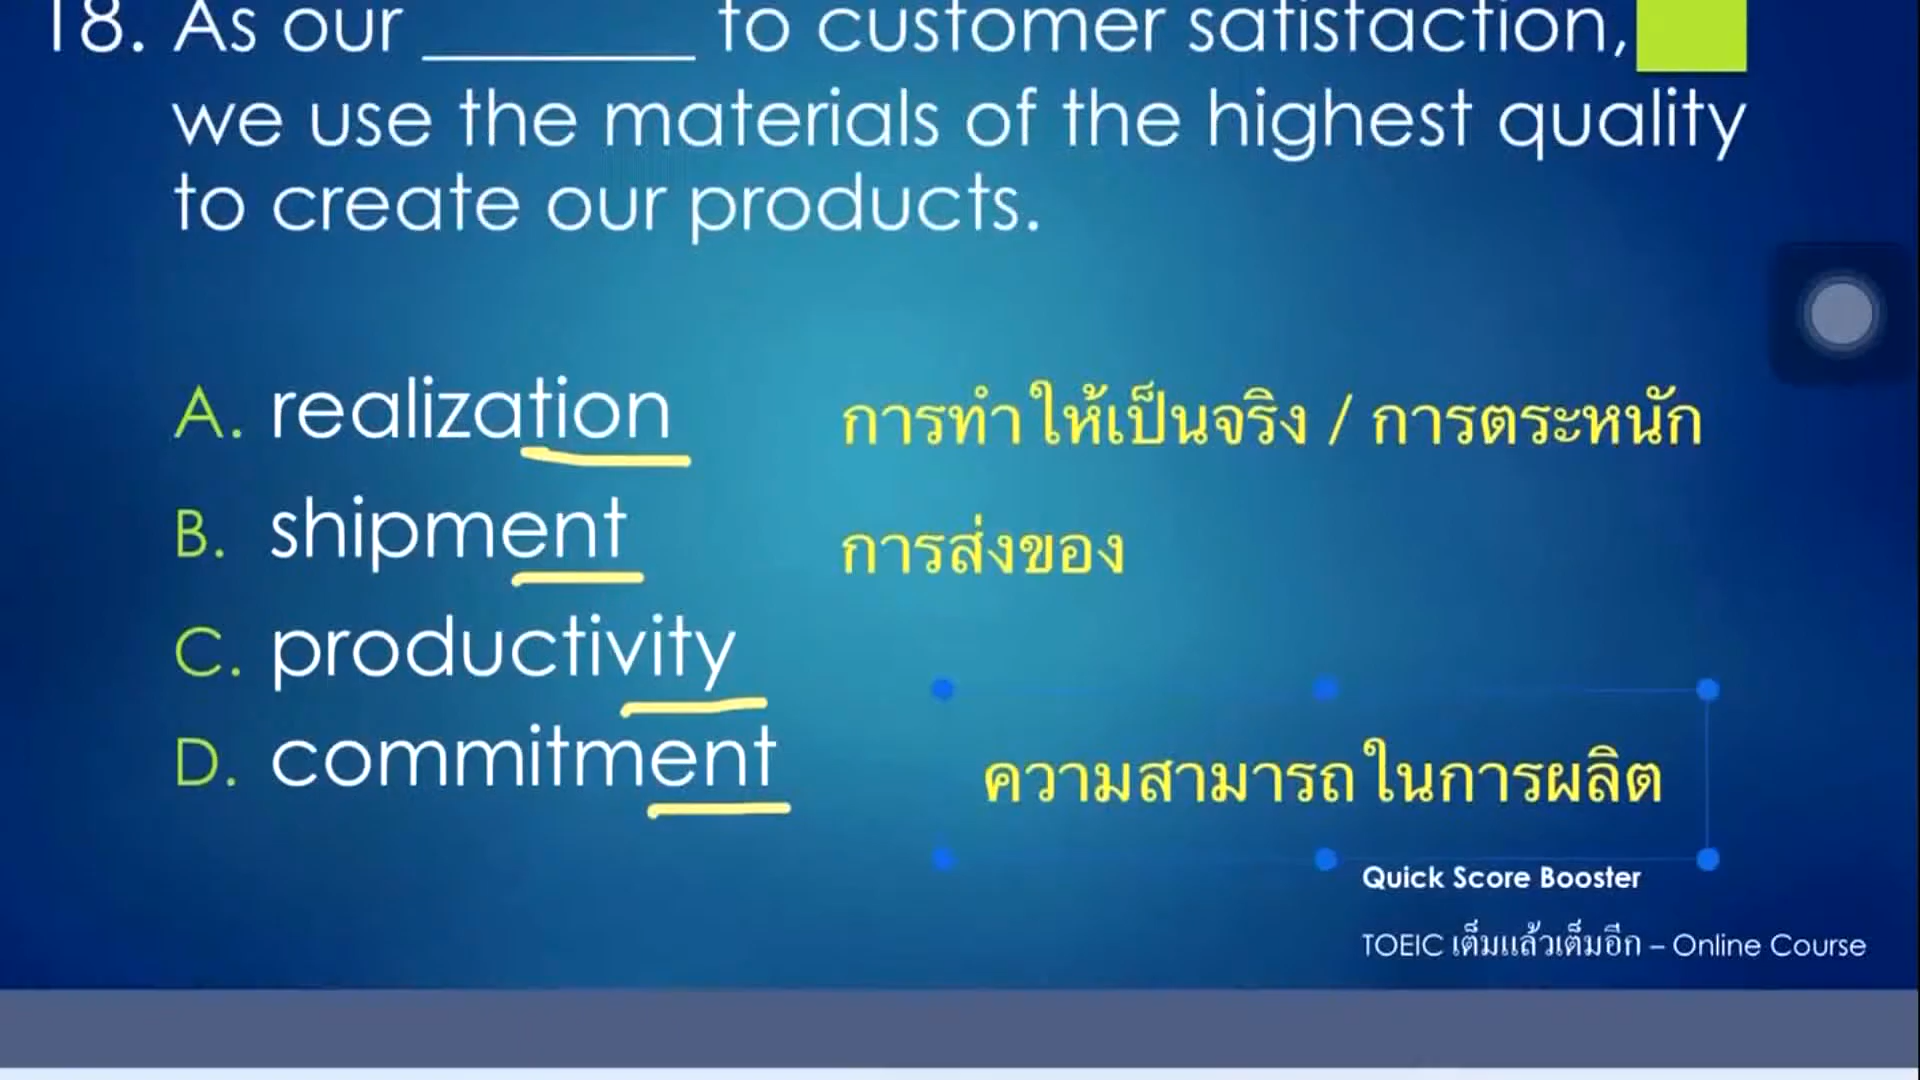 18. As our ________ to customer satisfaction,
we use the materials of the highest quality
to create our products.
A. realization
การทำให้เป็นจริง / การตระหนัก
B. shipment
การส่งของ
C. productivity
D. commitment
ความสามารถในการผลิต
Quick Score Booster
TOEIC เต็มแล้วเต็มอีก – Online Course